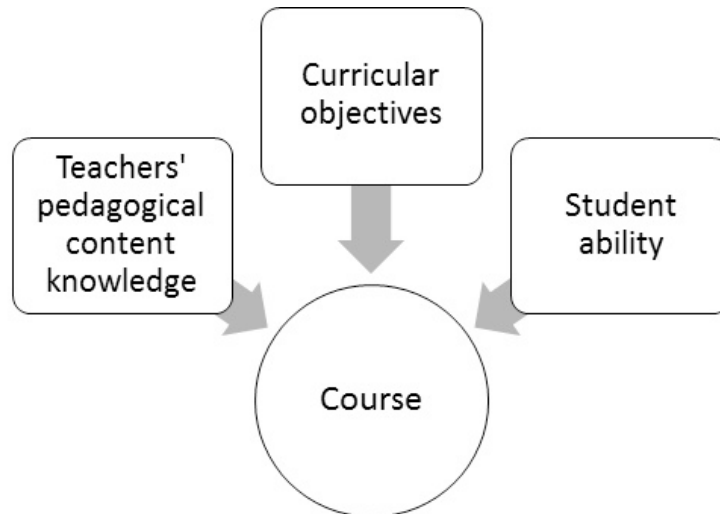 Curricular
objectives
Teachers'
pedagogical
content
knowledge
Student
ability
Course